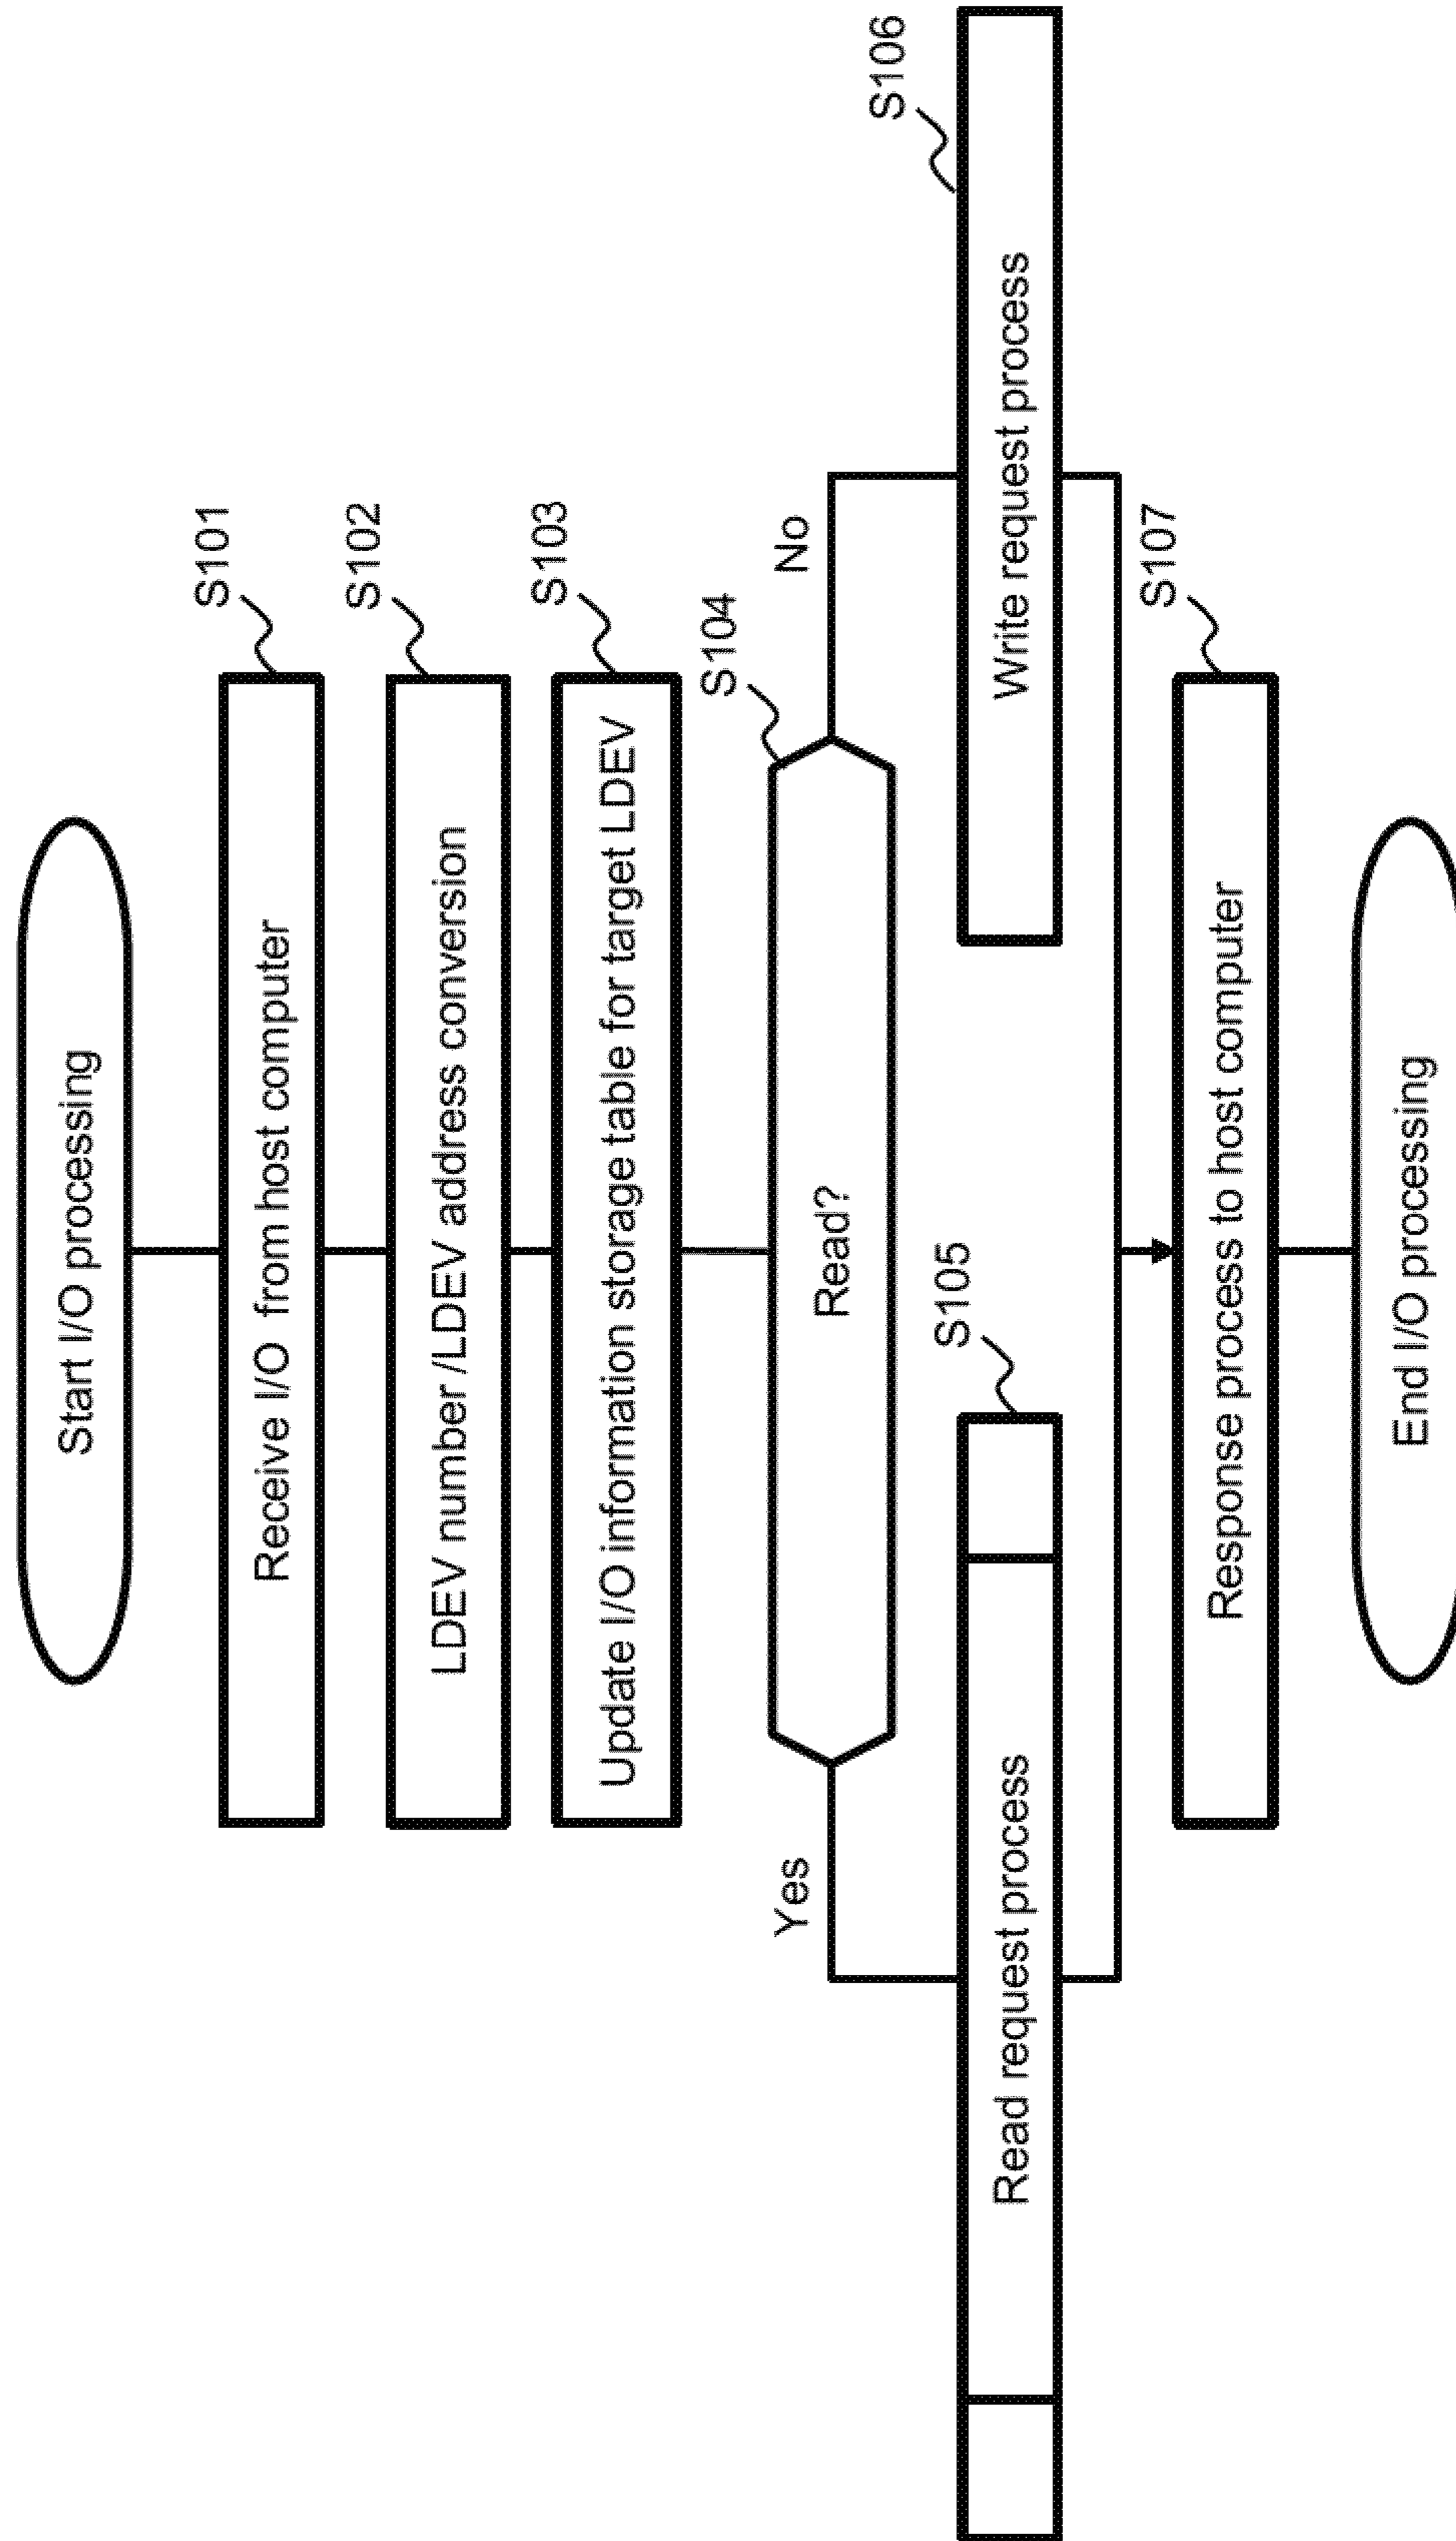 Start I/O processing
S101
Receive I/O from host computer
S102
LDEV number /LDEV address conversion
S103
Update I/O information storage table for target LDEV
S104
Read?
Yes
No
S105
Read request process
S106
Write request process
S107
Response process to host computer
End I/O processing